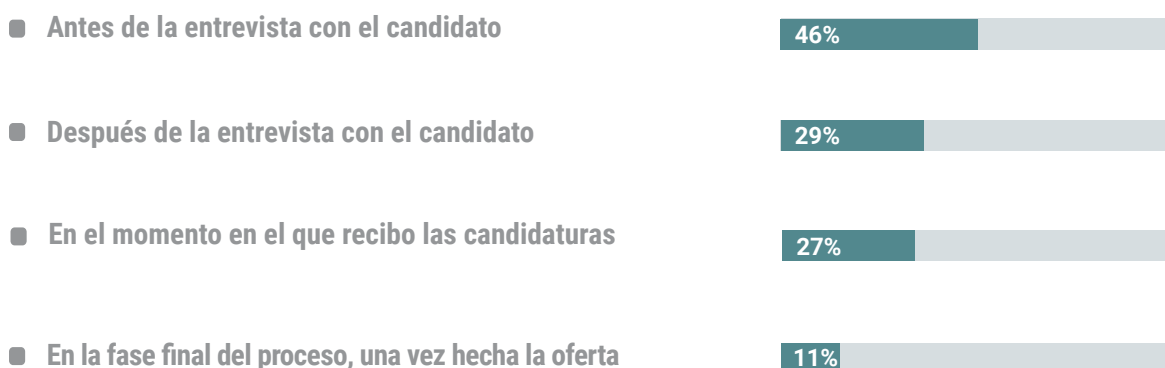 Antes de la entrevista con el candidato 46%
Después de la entrevista con el candidato 29%
En el momento en el que recibo las candidaturas 27%
En la fase final del proceso, una vez hecha la oferta 11%